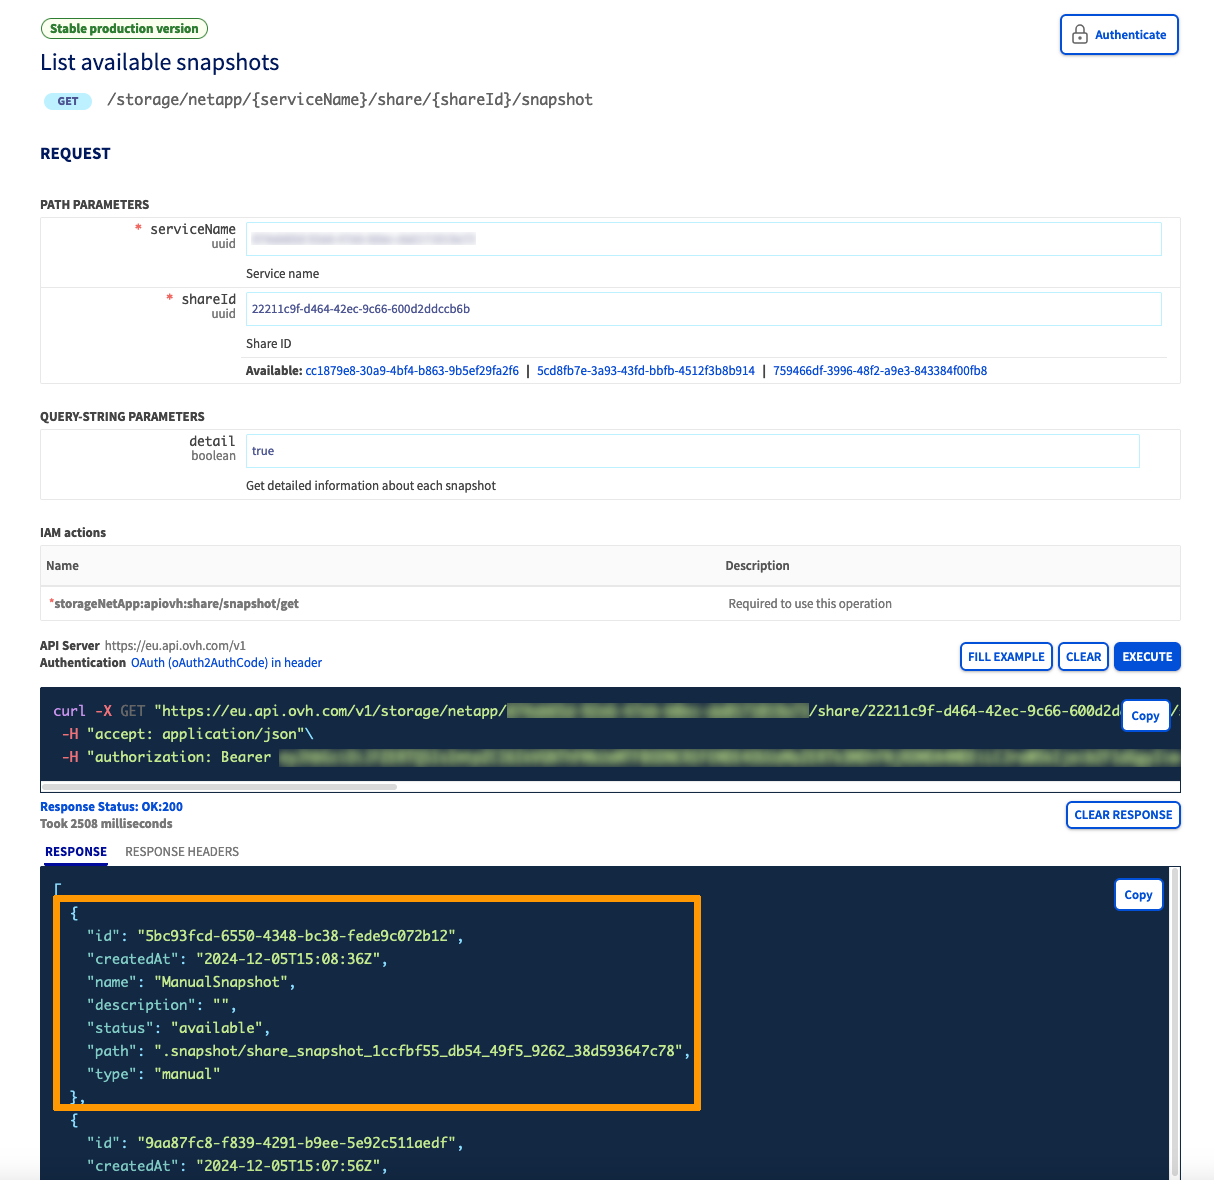 Stable production version
Authenticate
List available snapshots
GET /storage/netapp/{serviceName}/share/{shareId}/snapshot
REQUEST
PATH PARAMETERS
* serviceName
uuid
Service name
* shareId
uuid
22211c9f-d464-42ec-9c66-600d2ddccb6b
Share ID
Available: cc1879e8-30a9-4bf4-b863-9b5ef29fa2f6 | 5cd8fb7e-3a93-43fd-bbfb-4512f3b8b914 | 759466df-3996-48f2-a9e3-843384f00fb8
QUERY-STRING PARAMETERS
detail
boolean
true
Get detailed information about each snapshot
IAM actions
Name Description
*storageNetApp:apiovh:share/snapshot/get Required to use this operation
API Server https://eu.api.ovh.com/v1
Authentication OAuth (oAuth2AuthCode) in header
FILL EXAMPLE CLEAR EXECUTE
curl -X GET "https://eu.api.ovh.com/v1/storage/netapp/ /share/22211c9f-d464-42ec-9c66-600d2d
Copy
-H "accept: application/json"\
-H "authorization: Bearer
Response Status: OK:200
Took 2508 milliseconds
CLEAR RESPONSE
RESPONSE RESPONSE HEADERS
Copy
[
{
"id": "5bc93fcd-6550-4348-bc38-fede9c072b12",
"createdAt": "2024-12-05T15:08:36Z",
"name": "ManualSnapshot",
"description": "",
"status": "available",
"path": ".snapshot/share_snapshot_1ccfbf55_db54_49f5_9262_38d593647c78",
"type": "manual"
},
{
"id": "9aa87fc8-f839-4291-b9ee-5e92c511aedf",
"createdAt": "2024-12-05T15:07:56Z",